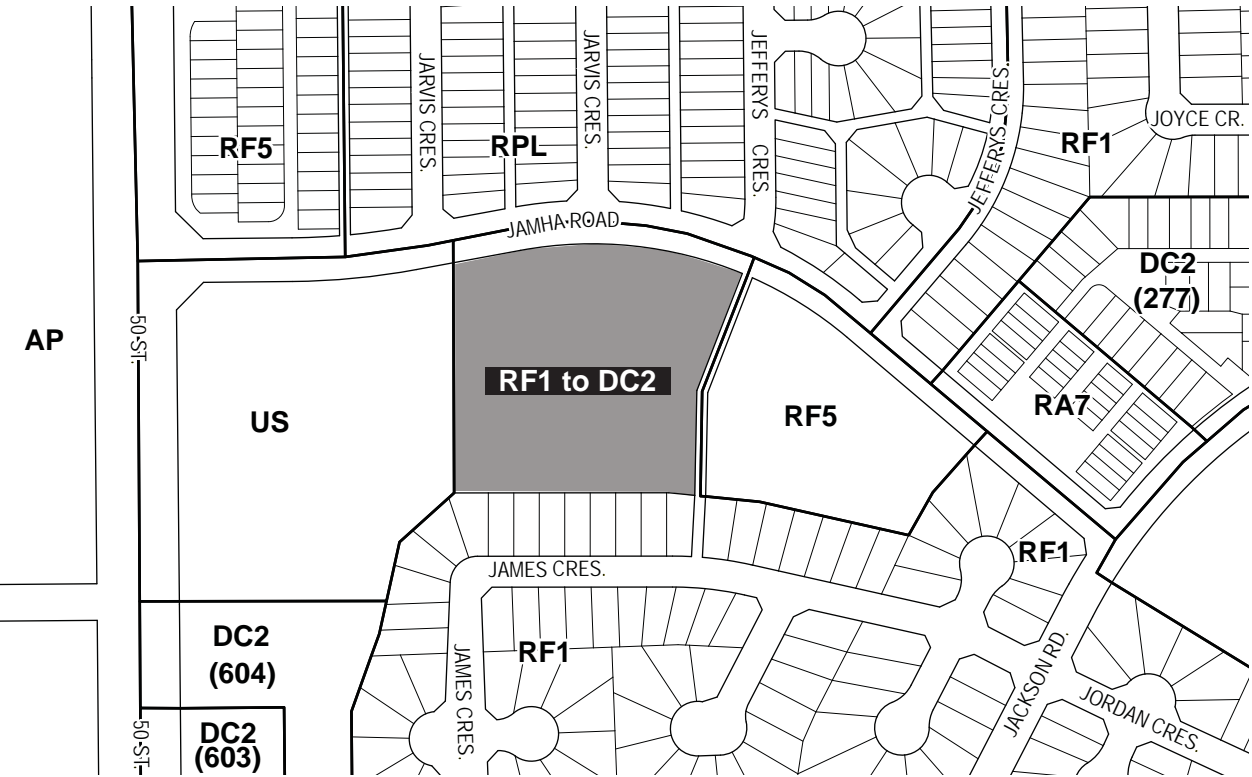 JARVIS CRES.
JARVIS CRES.
JEFFERYS CRES.
JEFFERYS CRES.
JOYCE CR.
RF5
RPL
RF1
JAMHA ROAD
DC2
(277)
AP
50 ST.
RF1 to DC2
US
RF5
RA7
RF1
JAMES CRES.
DC2
(604)
RF1
JAMES CRES.
JACKSON RD.
JORDAN CRES.
DC2
(603)
50 ST.